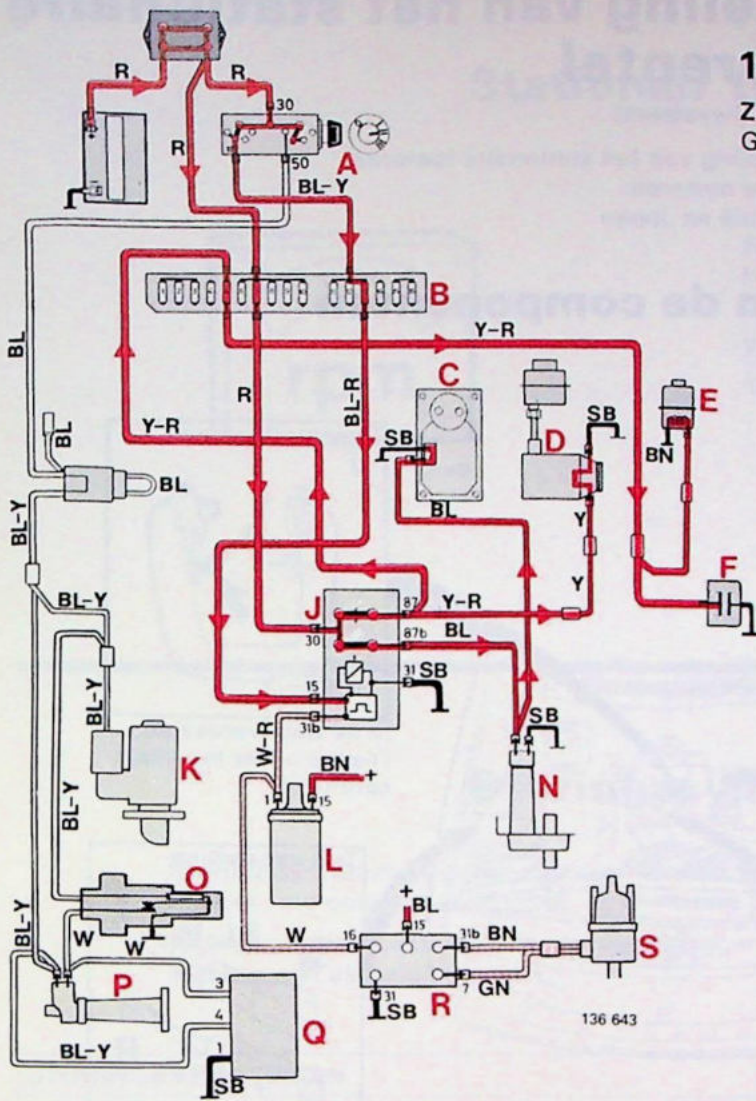 R
R
1
Z
G
30
R
A
50
BL-Y
B
Y-R
BL
R
BL-R
C
SB
D
E
SB
BN
Y-R
BL
BL
BL
Y
BL-Y
Y
F
BL-Y
J
87
Y-R
30
87b
BL
31
SB
15
31b
BL-Y
W-R
SB
BN
+
K
N
1
15
BL-Y
L
O
+
BL
S
BL-Y
W
W
W
16
15
31b
BN
P
3
R
7
GN
31
SB
4
Q
136 643
BL-Y
1
SB